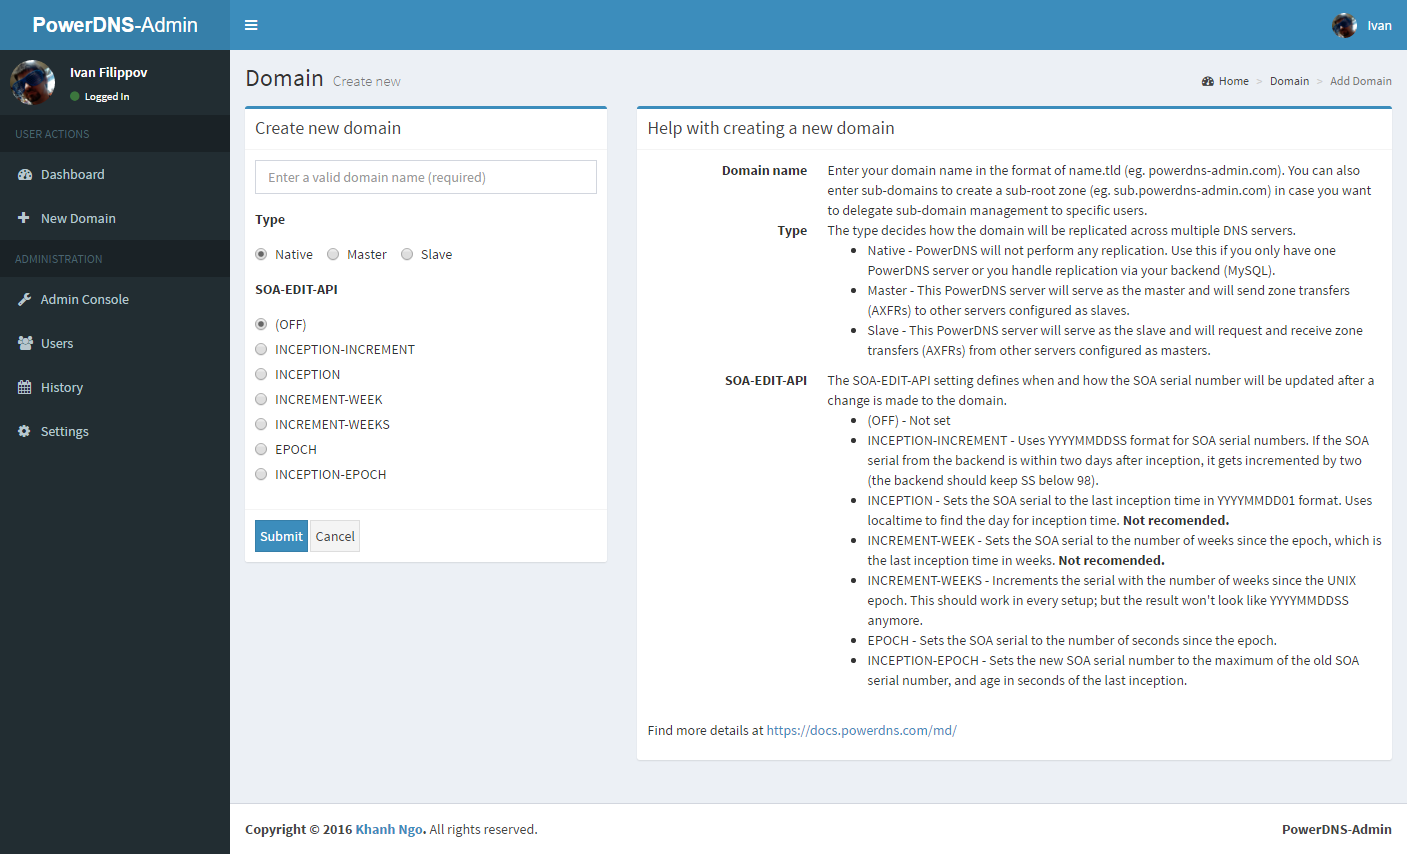 PowerDNS-Admin
Ivan
Ivan Filippov
Logged In
USER ACTIONS
Dashboard
New Domain
ADMINISTRATION
Admin Console
Users
History
Settings
Domain Create new
Home > Domain > Add Domain
Create new domain
Enter a valid domain name (required)
Type
Native Master Slave
SOA-EDIT-API
(OFF)
INCEPTION-INCREMENT
INCEPTION
INCREMENT-WEEK
INCREMENT-WEEKS
EPOCH
INCEPTION-EPOCH
Submit Cancel
Help with creating a new domain
Domain name Enter your domain name in the format of name.tld (eg. powerdns-admin.com). You can also
enter sub-domains to create a sub-root zone (eg. sub.powerdns-admin.com) in case you want
to delegate sub-domain management to specific users.
Type The type decides how the domain will be replicated across multiple DNS servers.
• Native - PowerDNS will not perform any replication. Use this if you only have one
PowerDNS server or you handle replication via your backend (MySQL).
• Master - This PowerDNS server will serve as the master and will send zone transfers
(AXFRs) to other servers configured as slaves.
• Slave - This PowerDNS server will serve as the slave and will request and receive zone
transfers (AXFRs) from other servers configured as masters.
SOA-EDIT-API The SOA-EDIT-API setting defines when and how the SOA serial number will be updated after a
change is made to the domain.
• (OFF) - Not set
• INCEPTION-INCREMENT - Uses YYYYMMDDSS format for SOA serial numbers. If the SOA
serial from the backend is within two days after inception, it gets incremented by two
(the backend should keep SS below 98).
• INCEPTION - Sets the SOA serial to the last inception time in YYYYMMDD01 format. Uses
localtime to find the day for inception time. Not recomended.
• INCREMENT-WEEK - Sets the SOA serial to the number of weeks since the epoch, which is
the last inception time in weeks. Not recomended.
• INCREMENT-WEEKS - Increments the serial with the number of weeks since the UNIX
epoch. This should work in every setup; but the result won't look like YYYYMMDDSS
anymore.
• EPOCH - Sets the SOA serial to the number of seconds since the epoch.
• INCEPTION-EPOCH - Sets the new SOA serial number to the maximum of the old SOA
serial number, and age in seconds of the last inception.
Find more details at https://docs.powerdns.com/md/
Copyright © 2016 Khanh Ngo. All rights reserved.
PowerDNS-Admin